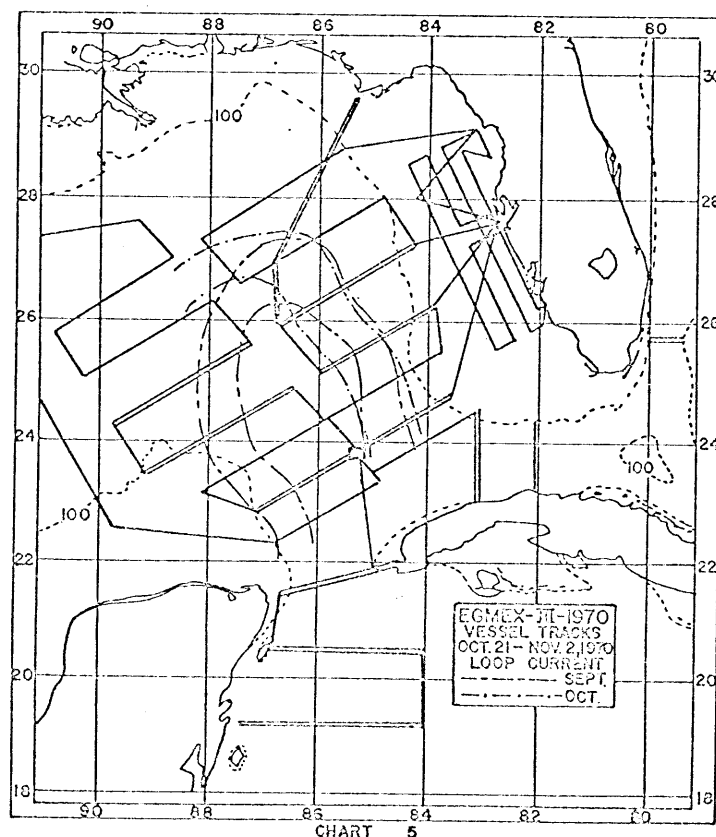 90 88 86 84 82 80
30 30
100
28 28
26 26
24 24
100
100
22 22
EGMEX-III-1970
VESSEL TRACKS
OCT. 21 - NOV. 2, 1970
LOOP CURRENT
SEPT.
OCT.
20 20
18 18
90 88 86 84 82 80
CHART 5